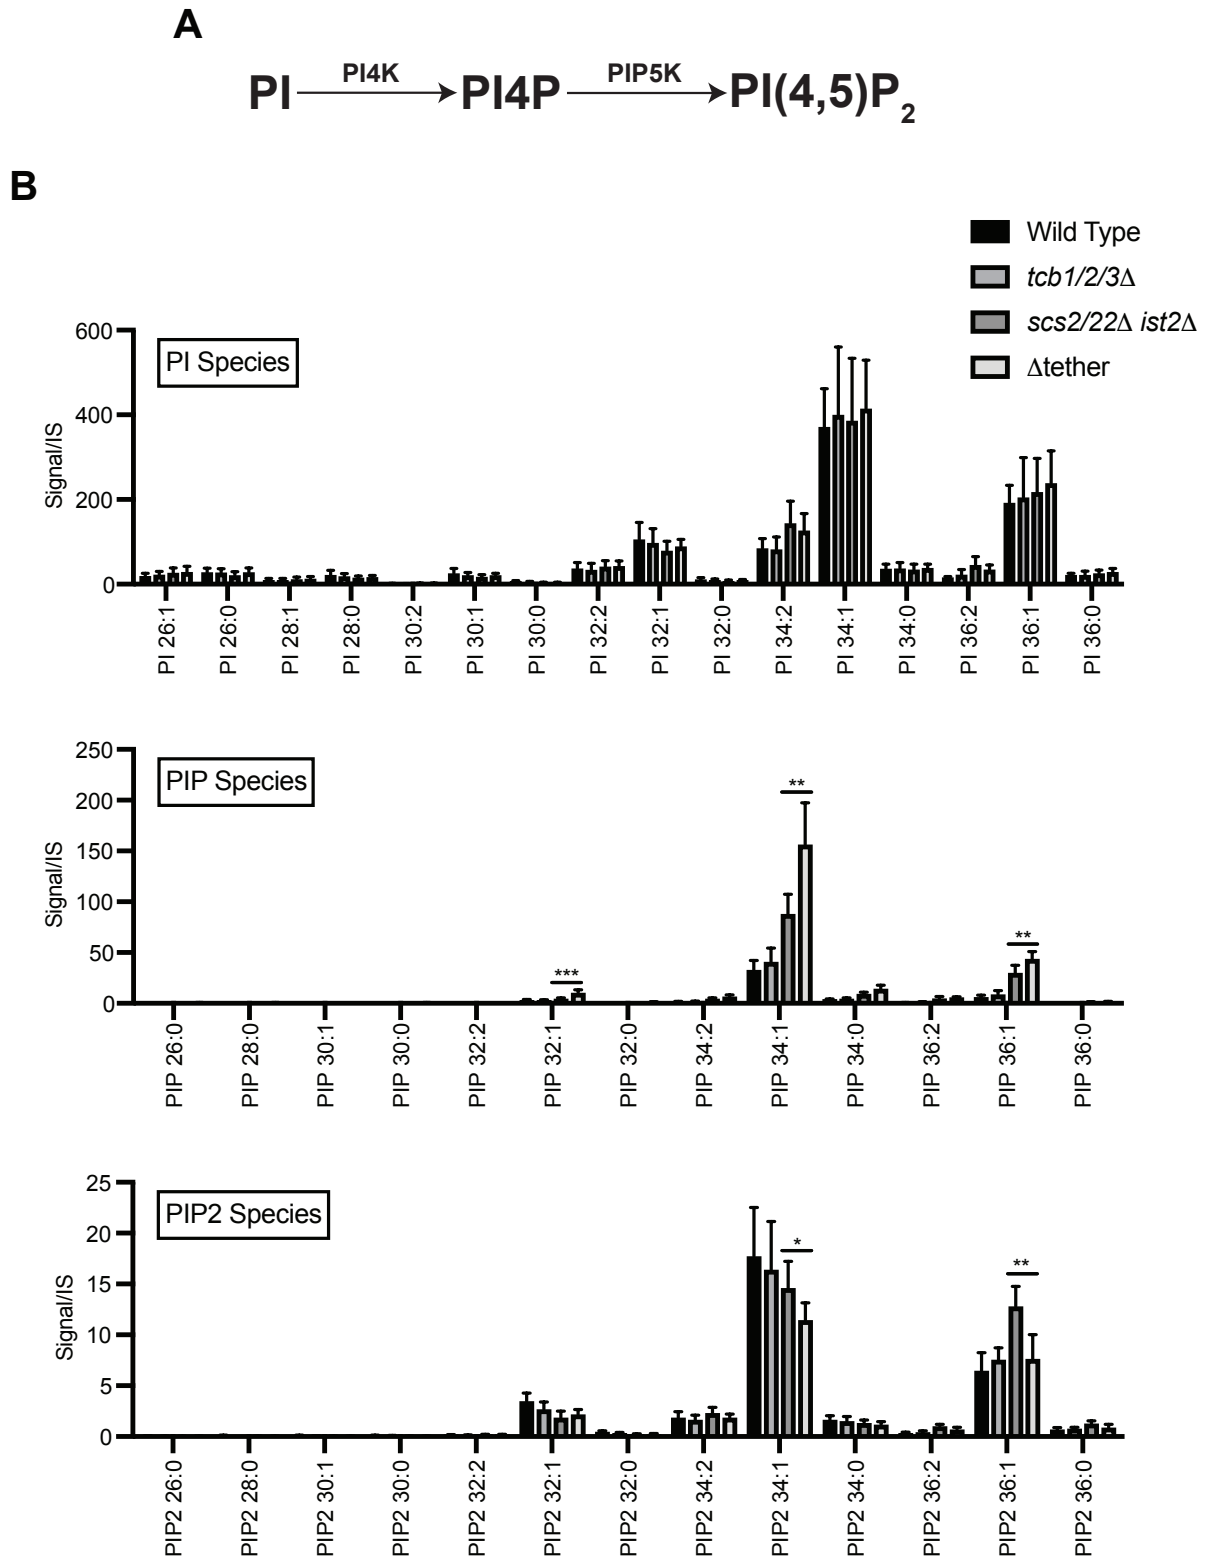 A
PI PI4K PI4P PIP5K PI(4,5)P2
B
Wild Type
tcb1/2/3Δ
scs2/22Δ ist2Δ
Δtether
PI Species
Signal/IS
600
400
200
0
PI 26:1
PI 26:0
PI 28:1
PI 28:0
PI 30:2
PI 30:1
PI 30:0
PI 32:2
PI 32:1
PI 32:0
PI 34:2
PI 34:1
PI 34:0
PI 36:2
PI 36:1
PI 36:0
PIP Species
Signal/IS
250
200
150
100
50
0
***
**
**
PIP 26:0
PIP 28:0
PIP 30:1
PIP 30:0
PIP 32:2
PIP 32:1
PIP 32:0
PIP 34:2
PIP 34:1
PIP 34:0
PIP 36:2
PIP 36:1
PIP 36:0
PIP2 Species
Signal/IS
25
20
15
10
5
0
*
**
PIP2 26:0
PIP2 28:0
PIP2 30:1
PIP2 30:0
PIP2 32:2
PIP2 32:1
PIP2 32:0
PIP2 34:2
PIP2 34:1
PIP2 34:0
PIP2 36:2
PIP2 36:1
PIP2 36:0